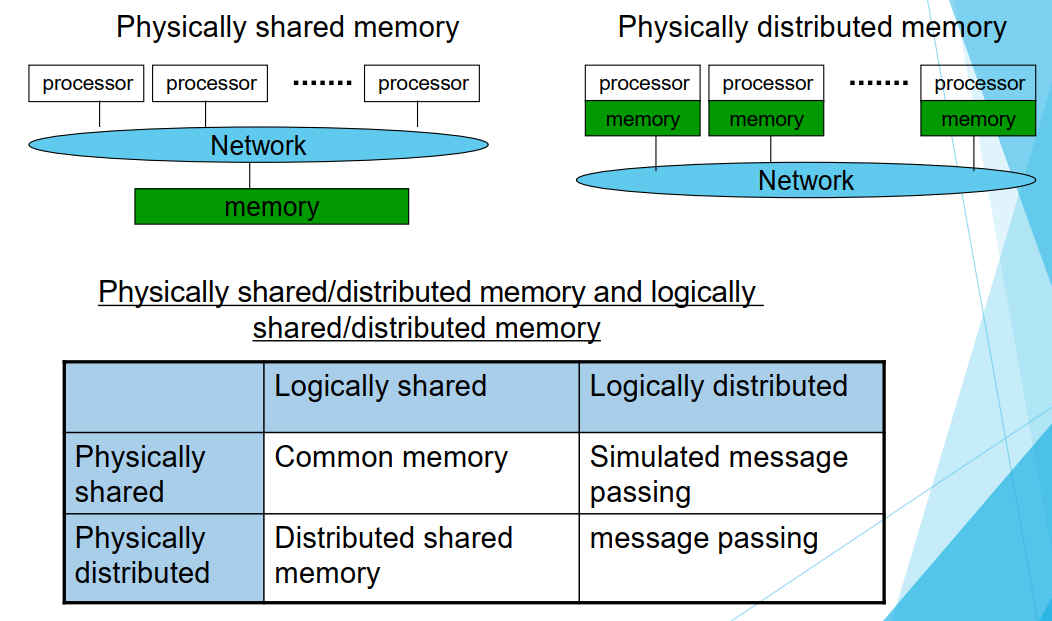 Physically shared memory
processor processor ....... processor
Network
memory
Physically distributed memory
processor processor ....... processor
memory memory memory
Network
Physically shared/distributed memory and logically
shared/distributed memory
Logically shared Logically distributed
Physically
shared
Common memory
Simulated message
passing
Physically
distributed
Distributed shared
memory
message passing